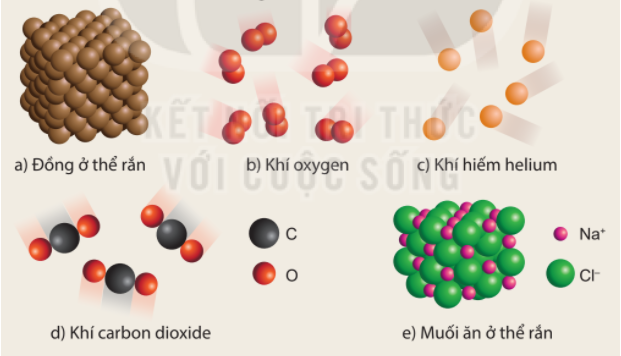 KẾT NỐI TRI THỨC
VỚI CUỘC SỐNG
a) Đồng ở thể rắn
b) Khí oxygen
c) Khí hiếm helium
C
O
Na⁺
Cl⁻
d) Khí carbon dioxide
e) Muối ăn ở thể rắn